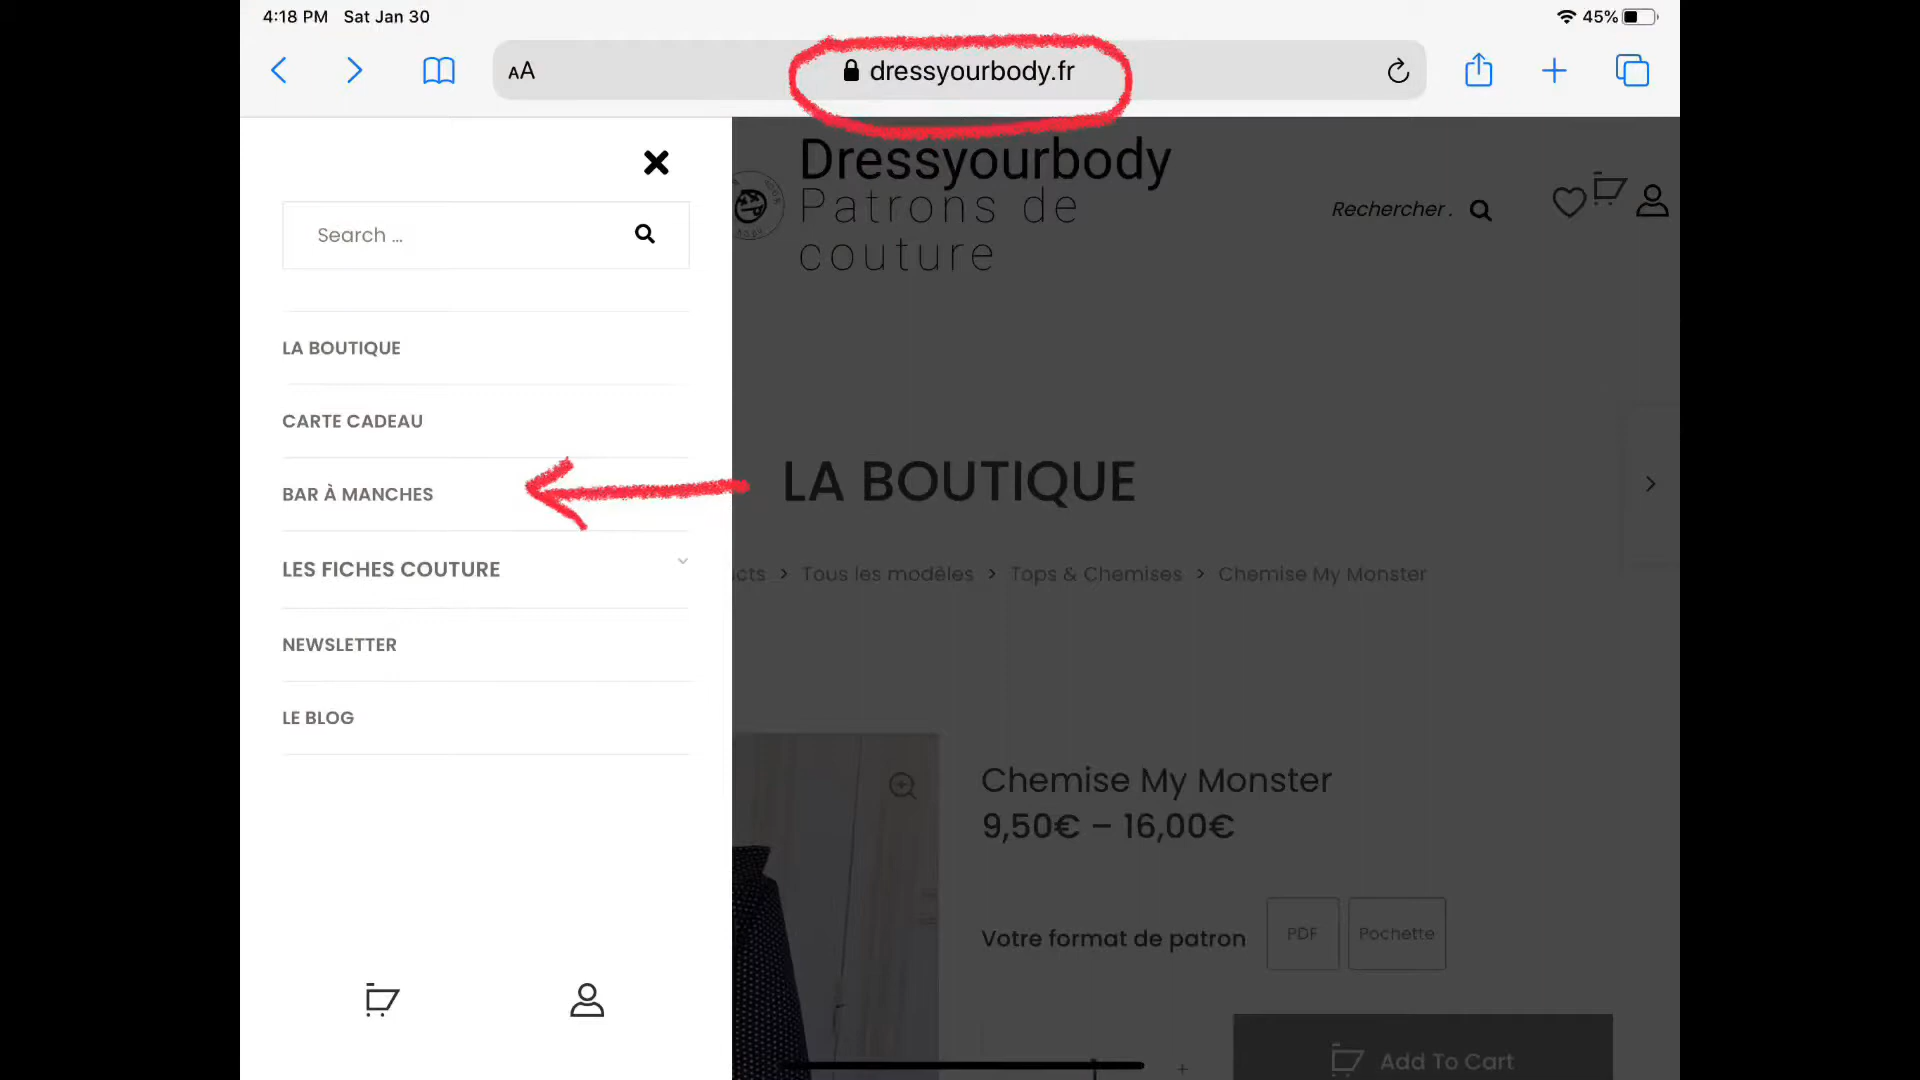 4:18 PM Sat Jan 30
45%
AA
dressyourbody.fr
Search ...
LA BOUTIQUE
CARTE CADEAU
BAR À MANCHES
LES FICHES COUTURE
NEWSLETTER
LE BLOG
Dressyourbody
Patrons de
couture
Rechercher .
LA BOUTIQUE
> Tous les modèles > Tops & Chemises > Chemise My Monster
Chemise My Monster
9,50€ – 16,00€
Votre format de patron
PDF
Pochette
+
Add To Cart